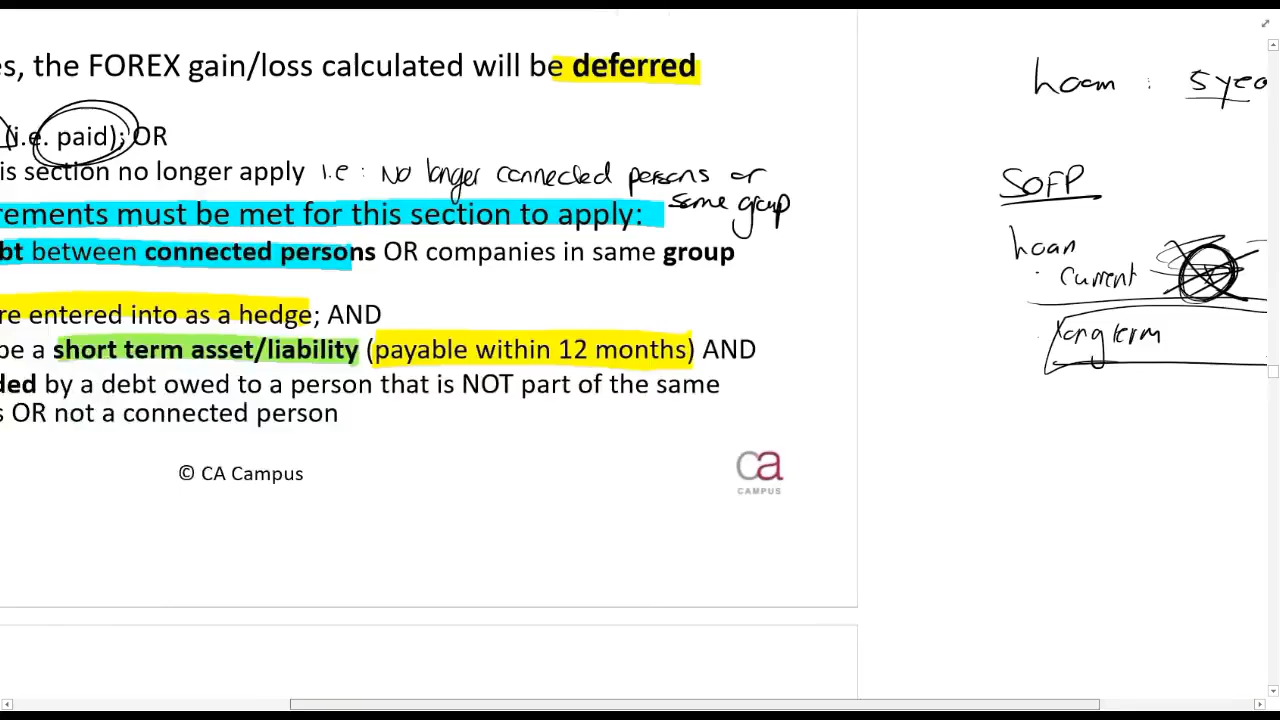 es, the FOREX gain/loss calculated will be deferred
(i.e. paid); OR
is section no longer apply i.e : No longer connected persons or
same group
rements must be met for this section to apply:
bt between connected persons OR companies in same group
re entered into as a hedge; AND
be a short term asset/liability (payable within 12 months) AND
ded by a debt owed to a person that is NOT part of the same
s OR not a connected person
© CA Campus
ca
CAMPUS
Loan : 5 yea
SOFP
Loan
· current
Long term